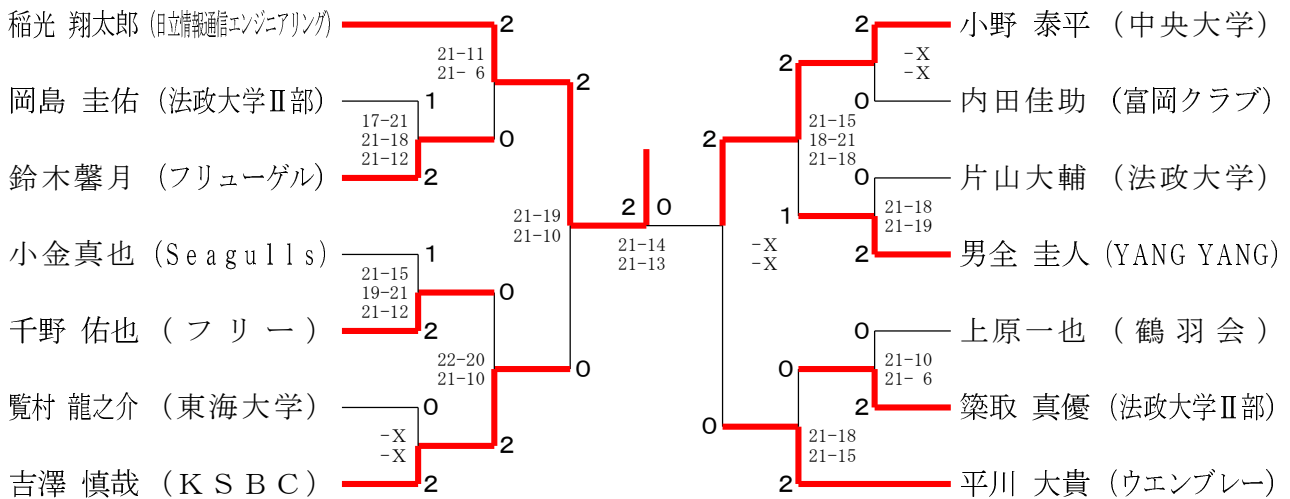 稲光 翔太郎 (日立情報通信エンジニアリング)
2
21-11
21- 6
2
岡島 圭佑 (法政大学Ⅱ部)
1
17-21
21-18
21-12
0
鈴木馨月 (フリューゲル)
2
21-19
21-10
小金真也 (Seagulls)
1
21-15
19-21
21-12
0
千野 佑也 (フリー)
2
22-20
21-10
0
覧村 龍之介 (東海大学)
0
-X
-X
2
吉澤 慎哉 (KSBC)
2
2 0
21-14
21-13
2 小野 泰平 (中央大学)
2
-X
-X
0 内田佳助 (富岡クラブ)
2
21-15
18-21
21-18
0 片山大輔 (法政大学)
1
21-18
21-19
2 男全 圭人 (YANG YANG)
-X
-X
0 上原一也 (鶴羽会)
0
21-10
21- 6
2 築取 真優 (法政大学Ⅱ部)
0
21-18
21-15
2 平川 大貴 (ウエンブレー)